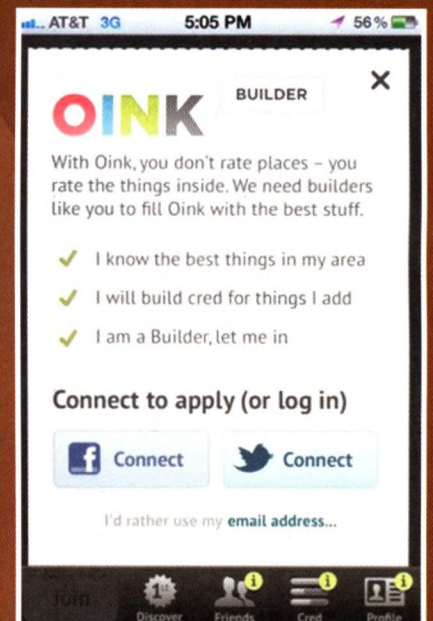 AT&T 3G 5:05 PM 56%
OINK BUILDER
With Oink, you don't rate places – you
rate the things inside. We need builders
like you to fill Oink with the best stuff.
I know the best things in my area
I will build cred for things I add
I am a Builder, let me in
Connect to apply (or log in)
f Connect Connect
I'd rather use my email address...
Join 1st i i i
Discover Friends Cred Profile